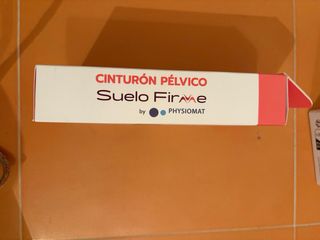 CINTURÓN PÉLVICO
Suelo Firme
by PHYSIOMAT